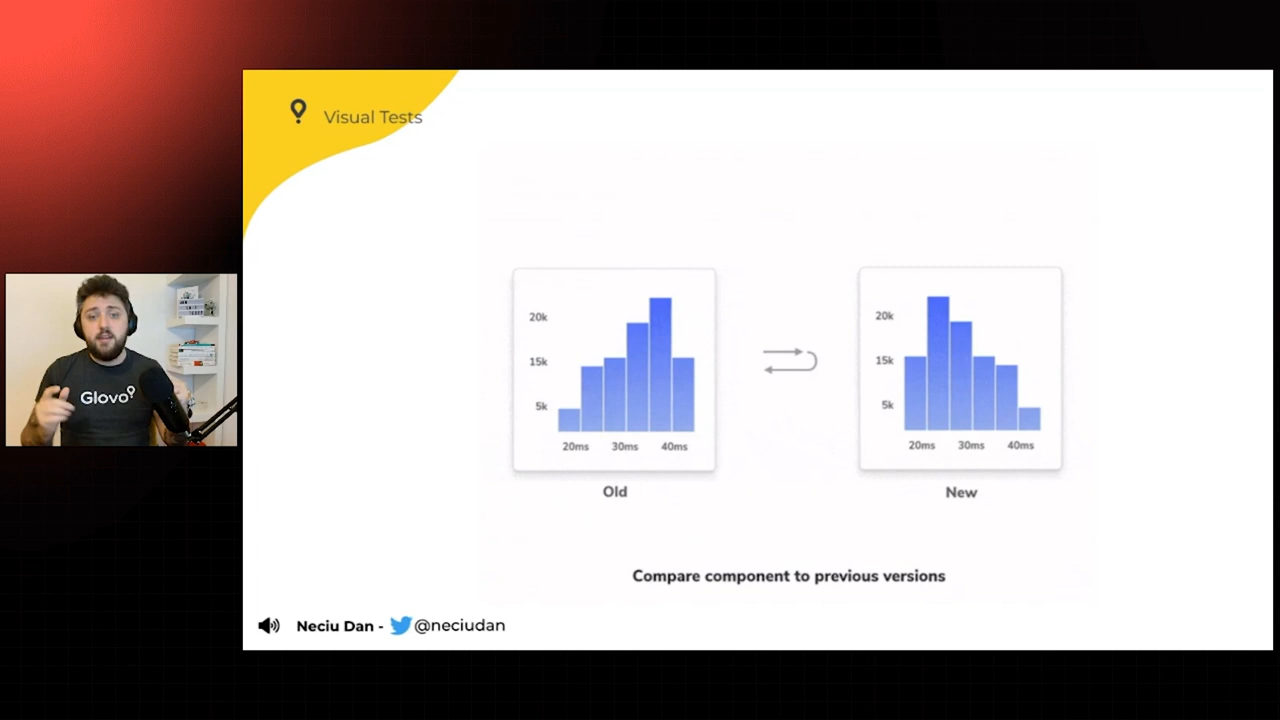 Visual Tests
20k
15k
5k
20ms 30ms 40ms
Old
20k
15k
5k
20ms 30ms 40ms
New
Compare component to previous versions
Neciu Dan - @neciudan
Glovo